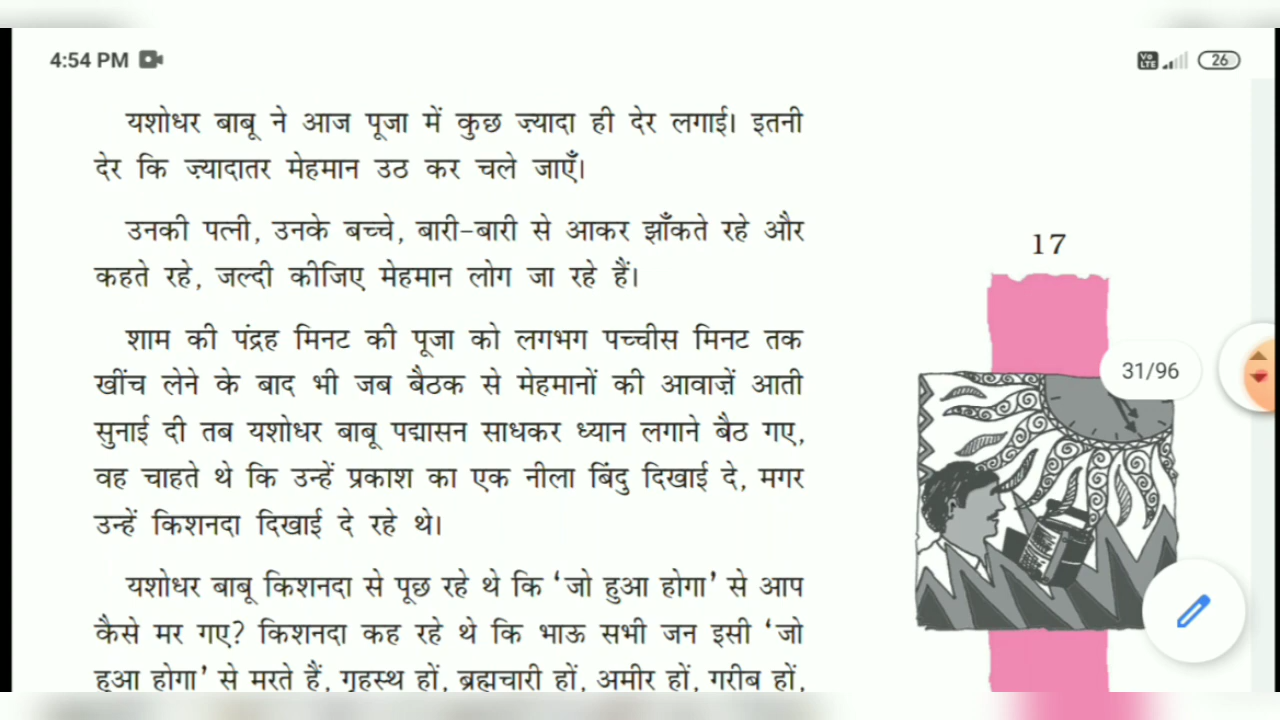 4:54 PM
Vo LTE
26
यशोधर बाबू ने आज पूजा में कुछ ज़्यादा ही देर लगाई। इतनी
देर कि ज़्यादातर मेहमान उठ कर चले जाएँ।
उनकी पत्नी, उनके बच्चे, बारी-बारी से आकर झाँकते रहे और
कहते रहे, जल्दी कीजिए मेहमान लोग जा रहे हैं।
17
शाम की पंद्रह मिनट की पूजा को लगभग पच्चीस मिनट तक
खींच लेने के बाद भी जब बैठक से मेहमानों की आवाज़ें आती
सुनाई दी तब यशोधर बाबू पद्मासन साधकर ध्यान लगाने बैठ गए,
वह चाहते थे कि उन्हें प्रकाश का एक नीला बिंदु दिखाई दे, मगर
उन्हें किशनदा दिखाई दे रहे थे।
31/96
यशोधर बाबू किशनदा से पूछ रहे थे कि ‘जो हुआ होगा’ से आप
कैसे मर गए? किशनदा कह रहे थे कि भाऊ सभी जन इसी ‘जो
हुआ होगा’ से मरते हैं, गृहस्थ हों, ब्रह्मचारी हों, अमीर हों, गरीब हों,